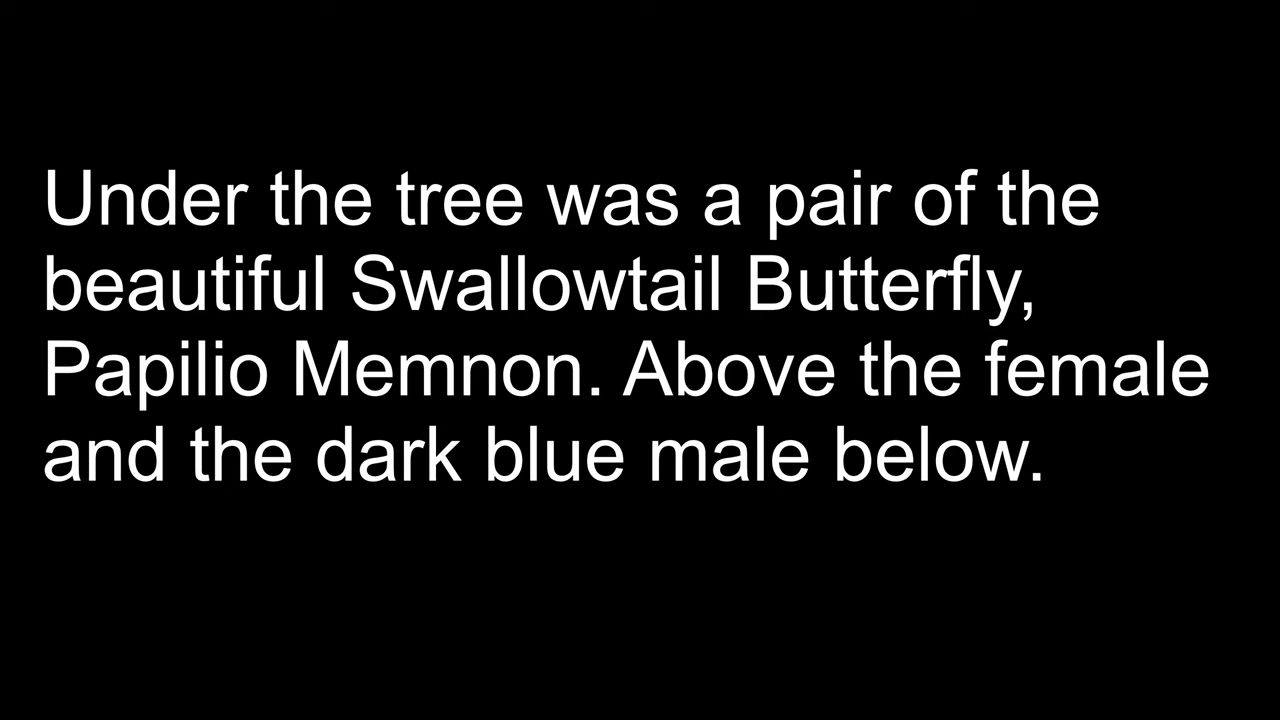 Under the tree was a pair of the
beautiful Swallowtail Butterfly,
Papilio Memnon. Above the female
and the dark blue male below.